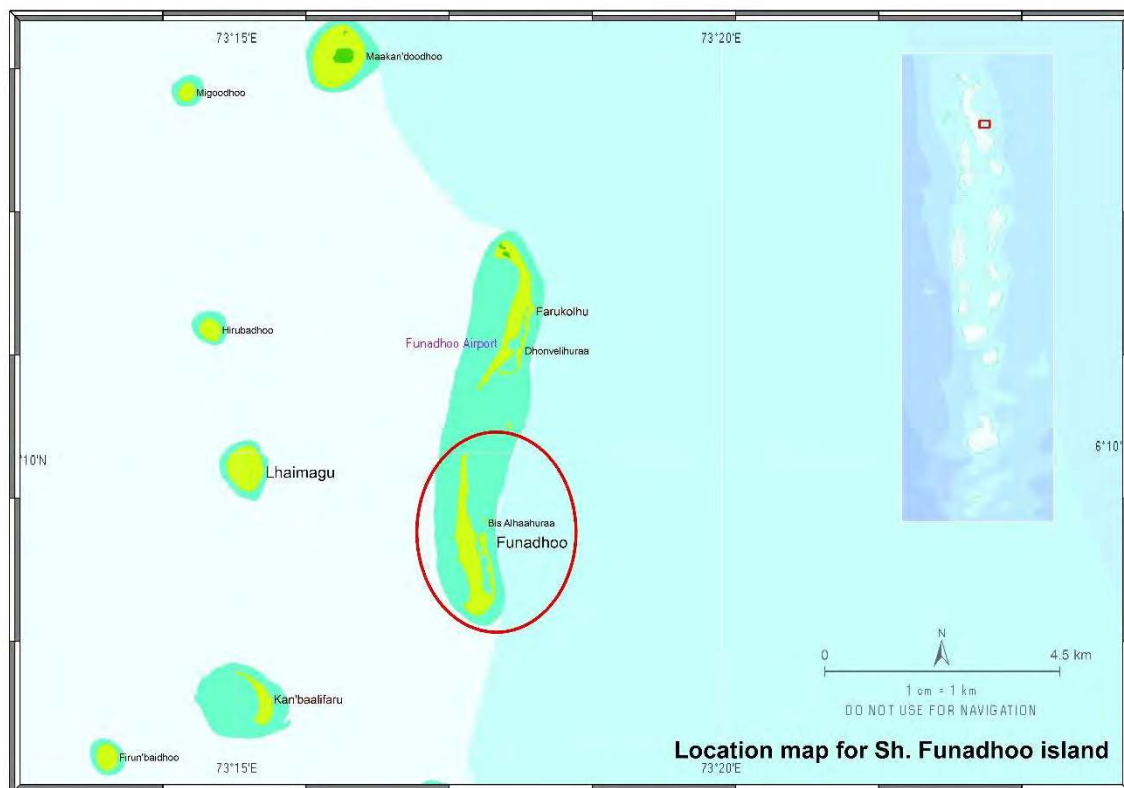 73°15'E
73°20'E
Maakan'doodhoo
Migoodhoo
Farukolhu
Hirubadhoo
Funadhoo Airport
Dhonvelihuraa
°10'N
6°10'
Lhaimagu
Bis Alhaahuraa
Funadhoo
N
0
4.5 km
1 cm = 1 km
DO NOT USE FOR NAVIGATION
Kan'baalifaru
Location map for Sh. Funadhoo island
Firun'baidhoo
73°15'E
73°20'E